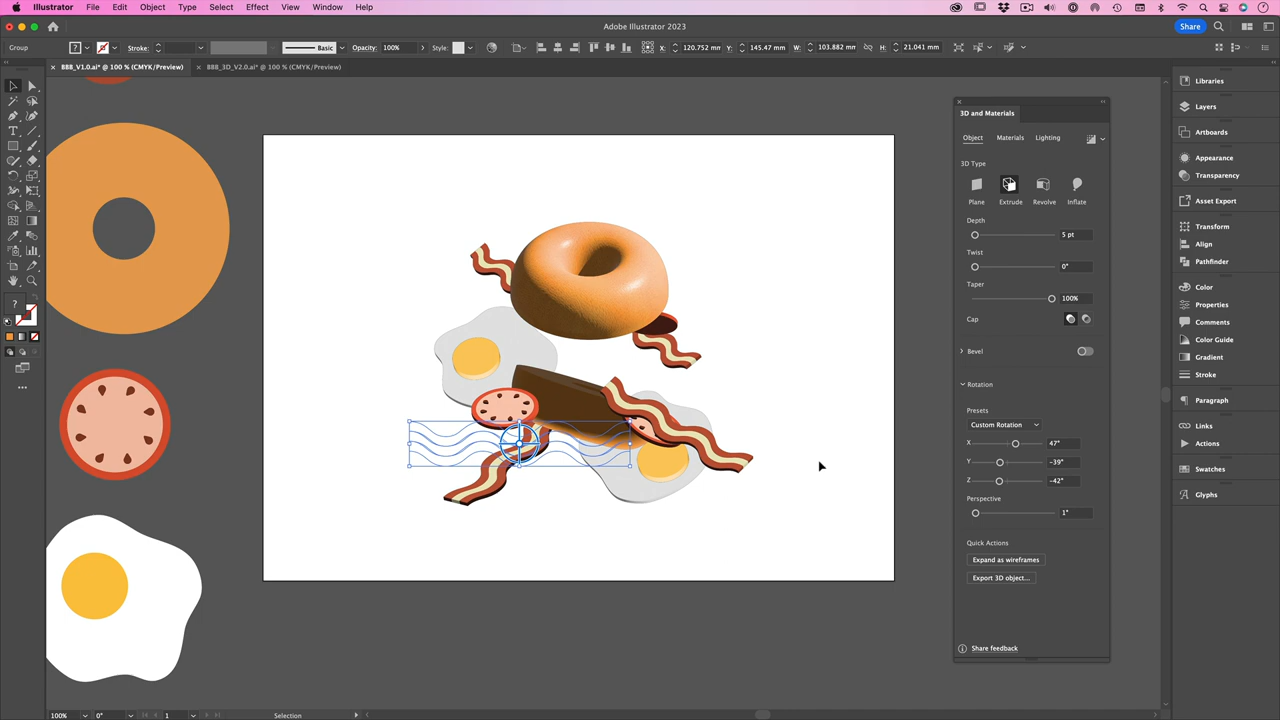 Illustrator File Edit Object Type Select Effect View Window Help
Adobe Illustrator 2023
Share
Group ? Stroke: Basic Opacity: 100% Style: X: 120.752 mm Y: 145.47 mm W: 103.882 mm H: 21.041 mm
× BBB_V1.0.ai* @ 100 % (CMYK/Preview) × BBB_3D_V2.0.ai* @ 100 % (CMYK/Preview)
3D and Materials
Object Materials Lighting
3D Type
Plane Extrude Revolve Inflate
Depth
5 pt
Twist
0°
Taper
100%
Cap
Bevel
Rotation
Presets
Custom Rotation
X 47°
Y -39°
Z -42°
Perspective
1°
Quick Actions
Expand as wireframes
Export 3D object...
Share feedback
Libraries
Layers
Artboards
Appearance
Transparency
Asset Export
Transform
Align
Pathfinder
Color
Properties
Comments
Color Guide
Gradient
Stroke
Paragraph
Links
Actions
Swatches
Glyphs
?
100% 0° 1 Selection